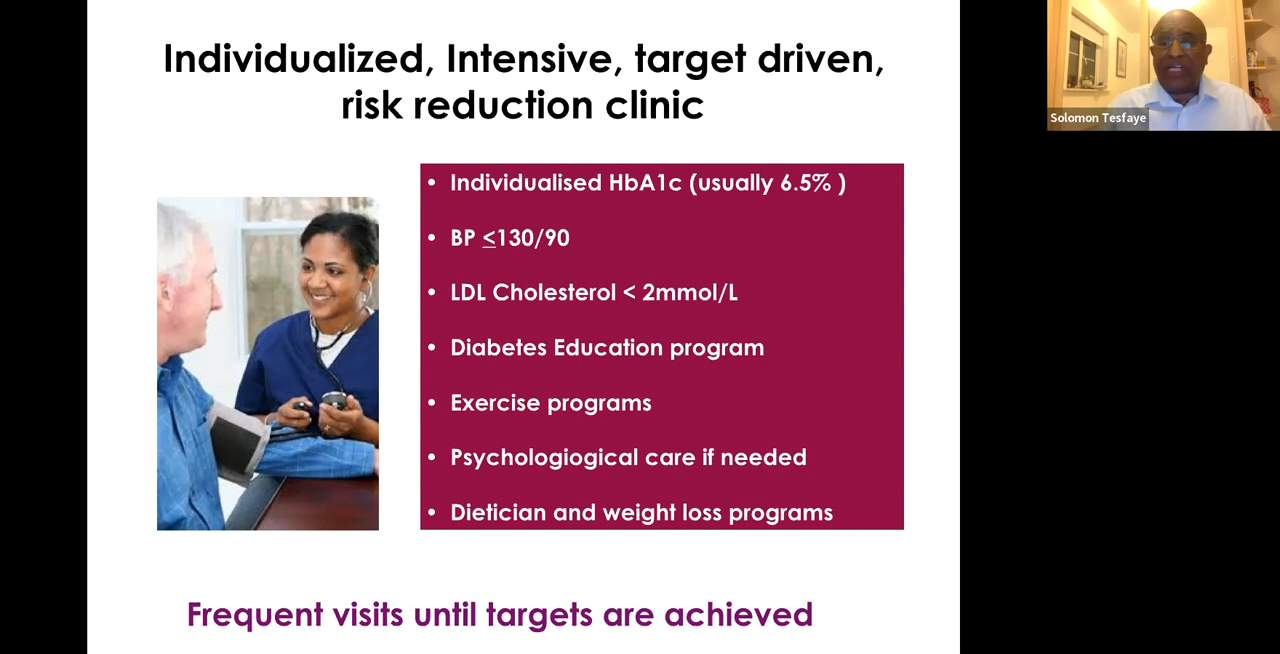 Individualized, Intensive, target driven,
risk reduction clinic
Solomon Tesfaye
• Individualised HbA1c (usually 6.5% )
• BP ≤130/90
• LDL Cholesterol < 2mmol/L
• Diabetes Education program
• Exercise programs
• Psychologiogical care if needed
• Dietician and weight loss programs
Frequent visits until targets are achieved